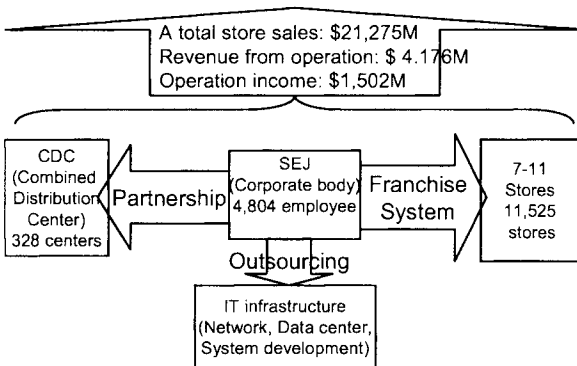 A total store sales: $21,275M
Revenue from operation: $ 4.176M
Operation income: $1,502M
CDC
(Combined
Distribution
Center)
328 centers
Partnership
SEJ
(Corporate body)
4,804 employee
Franchise
System
7-11
Stores
11,525
stores
Outsourcing
IT infrastructure
(Network, Data center,
System development)